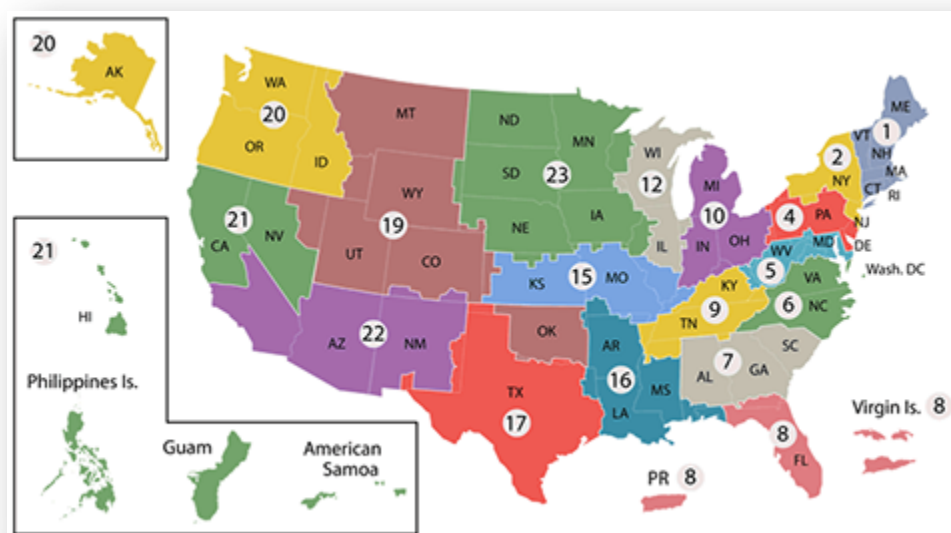 20
AK
21
HI
Philippines Is.
Guam
American
Samoa
WA
20
OR
ID
MT
WY
19
UT
CO
21
CA
NV
22
AZ
NM
ND
MN
SD
23
NE
IA
WI
12
IL
MI
10
IN
OH
15
KS
MO
OK
TX
17
AR
16
LA
MS
KY
9
TN
7
AL
GA
SC
8
FL
PR 8
Virgin Is. 8
ME
1
VT
NH
MA
CT
RI
2
NY
4
PA
NJ
DE
MD
WV
5
Wash. DC
VA
6
NC